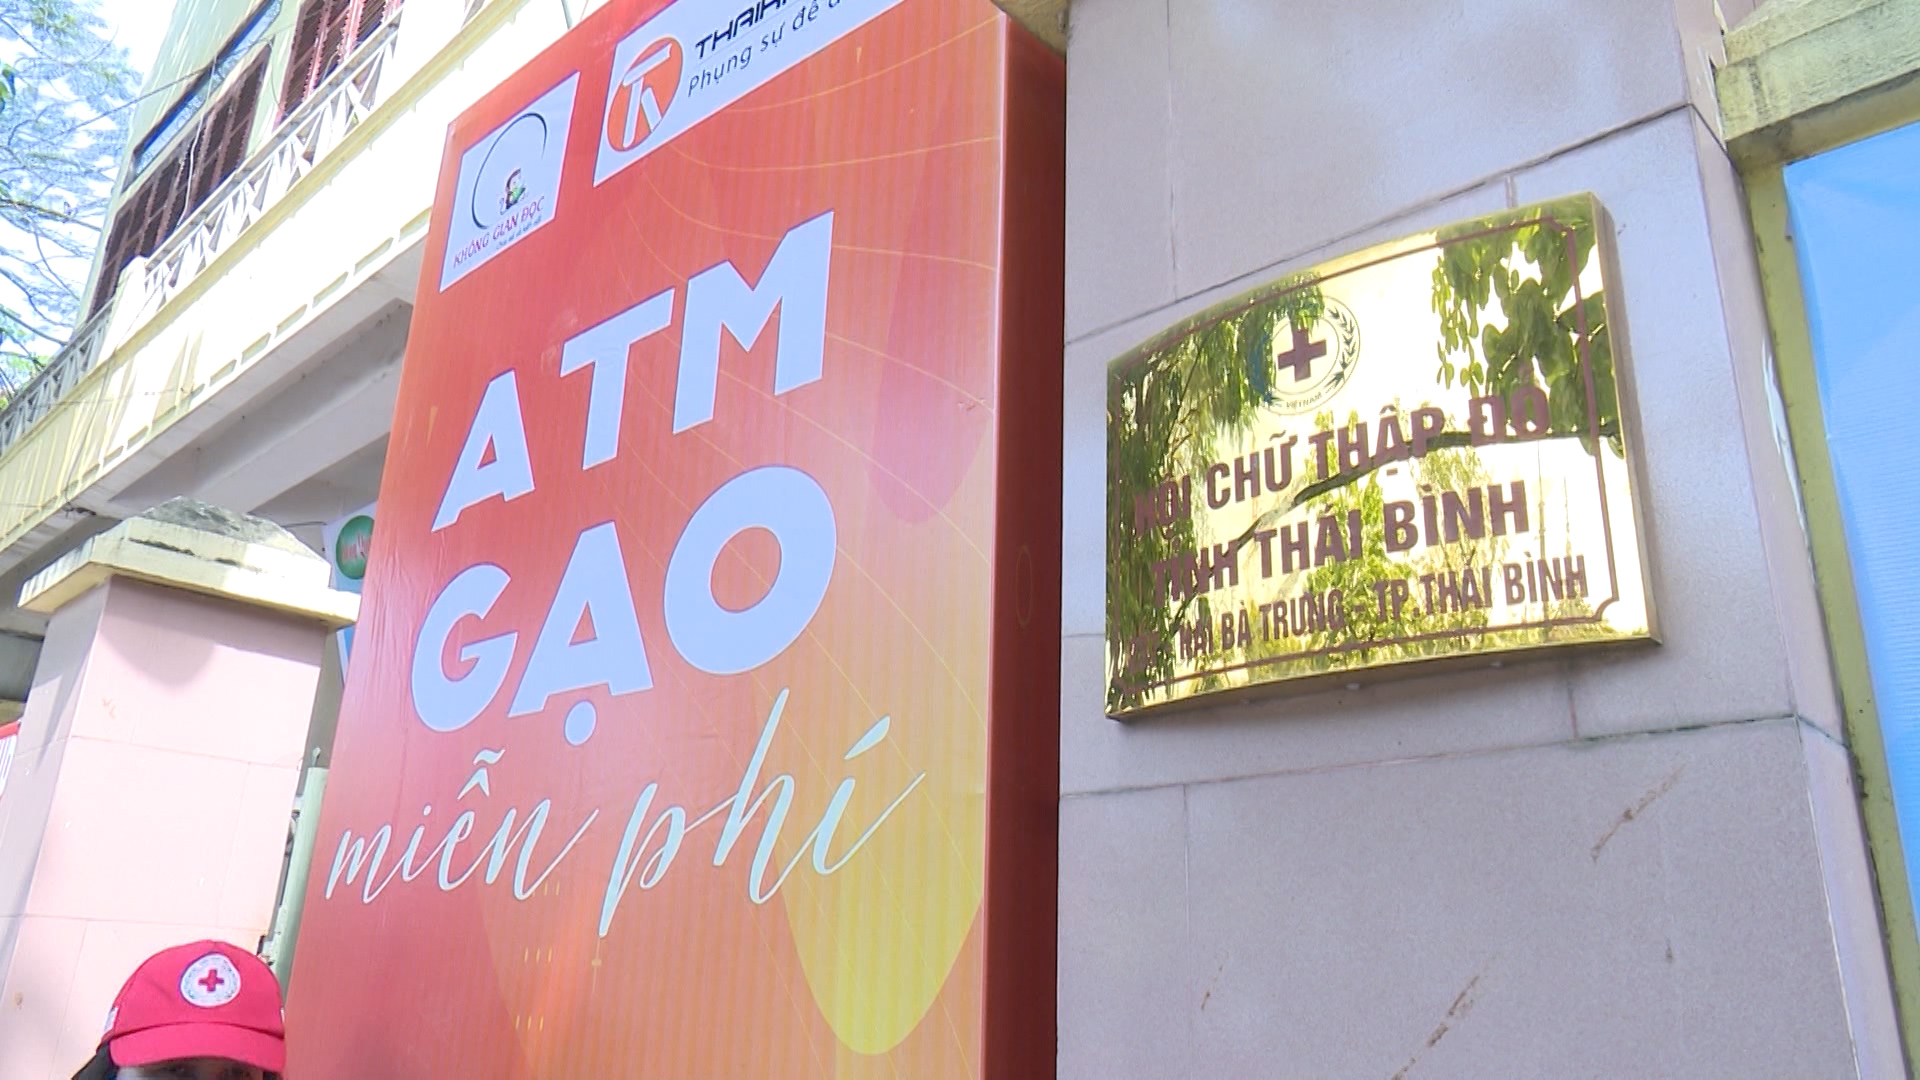 KHÔNG GIAN ĐỌC
Phụng sự để
ATM
GẠO
miễn phí
VIETNAM
HỘI CHỮ THẬP ĐỎ
TỈNH THÁI BÌNH
HAI BÀ TRƯNG - TP.THÁI BÌNH